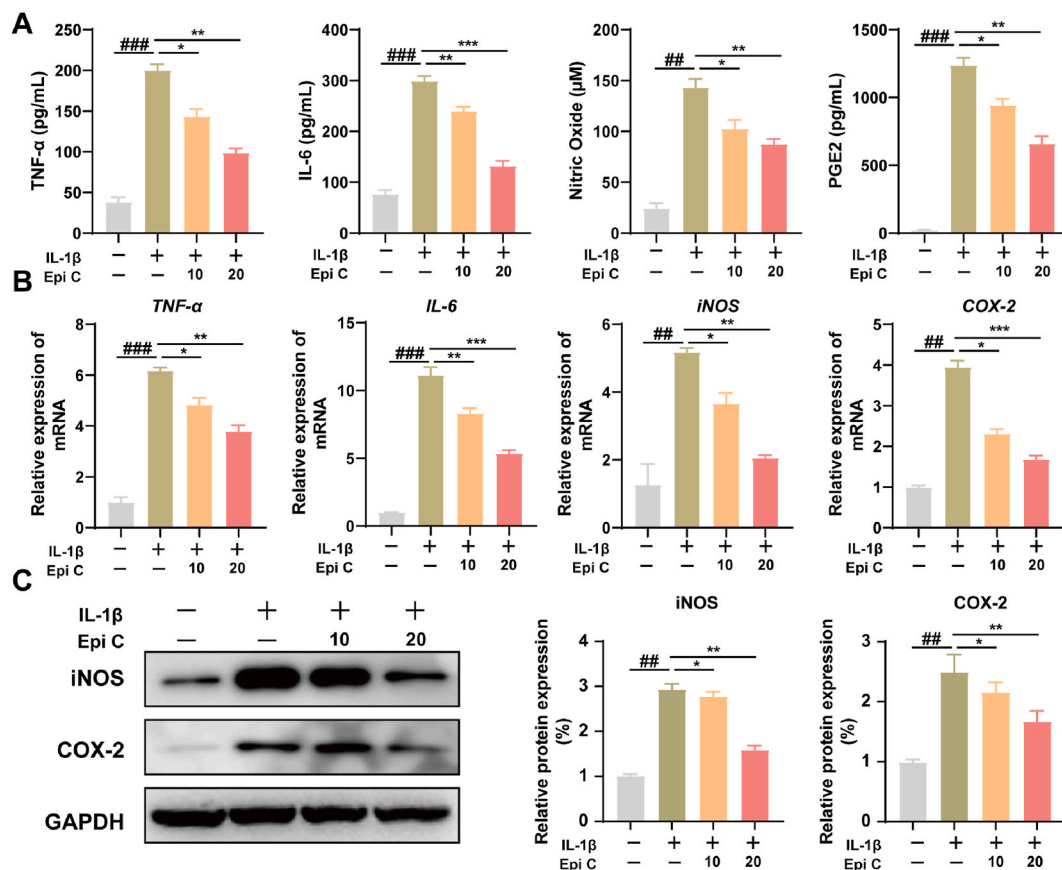 A
TNF-α (pg/mL)
250
200
150
100
50
0
###
*
**
IL-1β − + + +
Epi C − − 10 20
IL-6 (pg/mL)
400
300
200
100
0
###
**
***
− + + +
− − 10 20
Nitric Oxide (μM)
200
150
100
50
0
##
*
**
IL-1β − + + +
Epi C − − 10 20
PGE2 (pg/mL)
1500
1000
500
0
###
*
**
IL-1β − + + +
Epi C − − 10 20
B
TNF-α
Relative expression of
mRNA
8
6
4
2
0
###
*
**
IL-1β − + + +
Epi C − − 10 20
IL-6
Relative expression of
mRNA
15
10
5
0
###
**
***
IL-1β − + + +
Epi C − − 10 20
iNOS
Relative expression of
mRNA
6
4
2
0
##
*
**
IL-1β − + + +
Epi C − − 10 20
COX-2
Relative expression of
mRNA
5
4
3
2
1
0
##
*
***
IL-1β − + + +
Epi C − − 10 20
C
IL-1β − + + +
Epi C − − 10 20
iNOS
COX-2
GAPDH
iNOS
Relative protein expression
(%)
4
3
2
1
0
##
*
**
IL-1β − + + +
Epi C − − 10 20
COX-2
Relative protein expression
(%)
3
2
1
0
##
*
**
IL-1β − + + +
Epi C − − 10 20